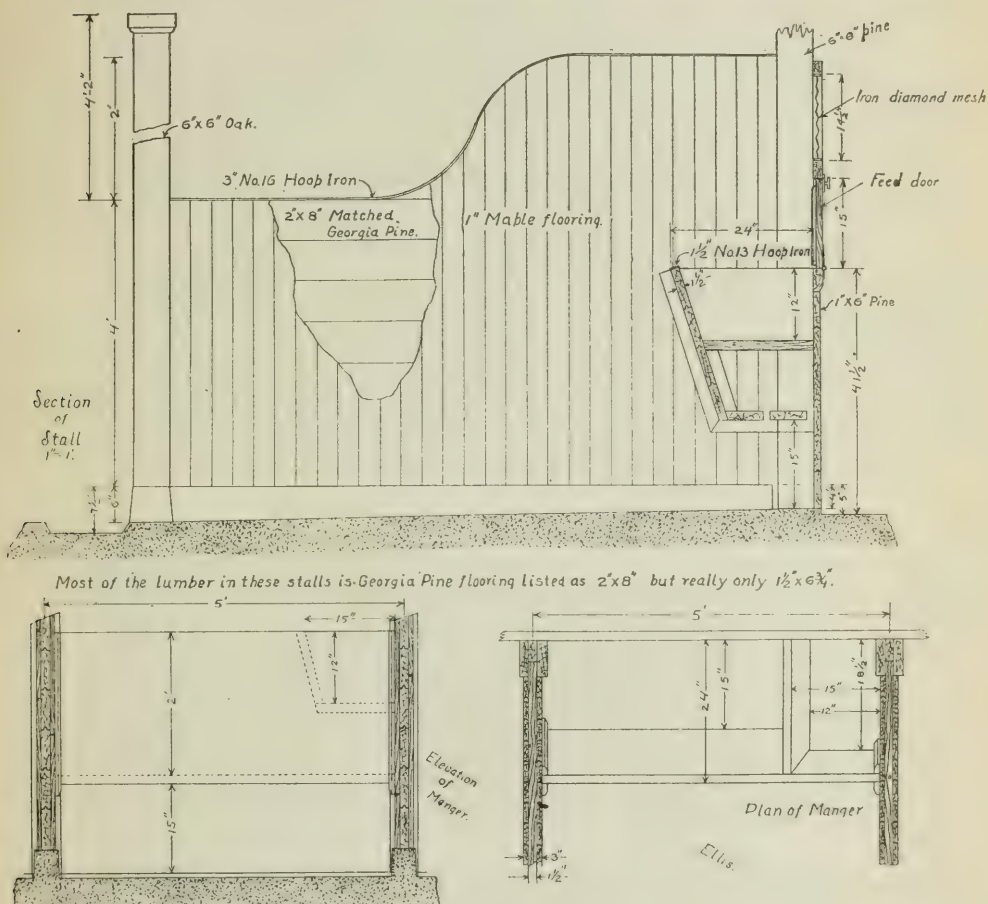 4'-2"
2'
6"x6" Oak.
6"x8" pine
Iron diamond mesh
14½"
Feed door
15"
3" No.16 Hoop Iron
2"x 8" Matched
Georgia Pine.
1" Mable flooring.
24"
1½" No.13 Hoop Iron
1½"
12"
1"x6" Pine
4'
41½"
Section
of
Stall
1"=1'.
15"
7½"
6"
4"
5"
Most of the lumber in these stalls is Georgia Pine flooring listed as 2"x8" but really only 1½"x6¾".
5'
15"
12"
2'
15"
Elevation
of
Manger.
5'
24"
15"
18½"
15"
12"
Plan of Manger
3"
1½"
Ellis.